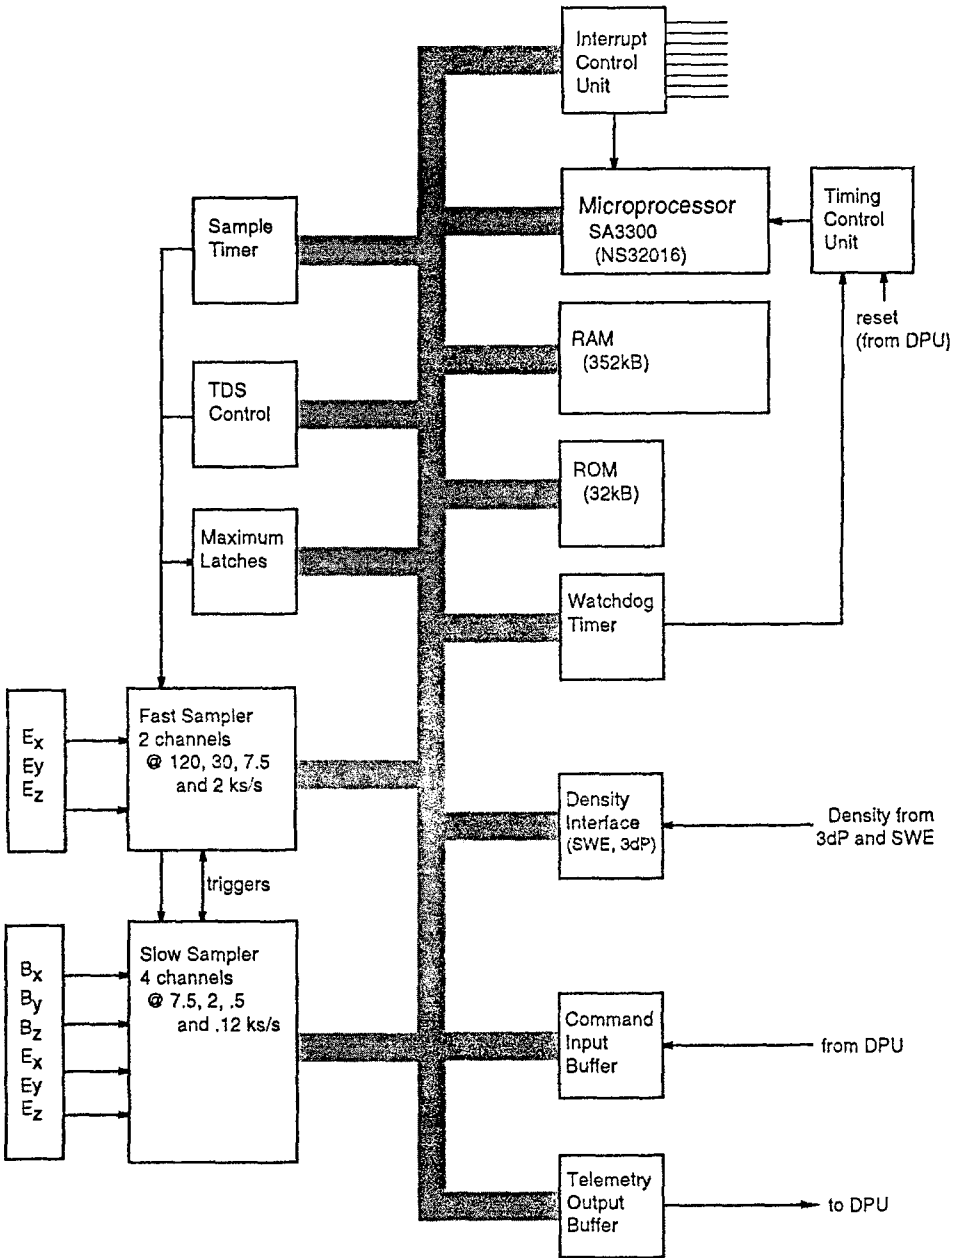 Interrupt
Control
Unit
Microprocessor
SA3300
(NS32016)
Timing
Control
Unit
reset
(from DPU)
Sample
Timer
RAM
(352kB)
TDS
Control
ROM
(32kB)
Maximum
Latches
Watchdog
Timer
Ex
Ey
Ez
Fast Sampler
2 channels
@ 120, 30, 7.5
and 2 ks/s
Density
Interface
(SWE, 3dP)
Density from
3dP and SWE
triggers
Bx
By
Bz
Ex
Ey
Ez
Slow Sampler
4 channels
@ 7.5, 2, .5
and .12 ks/s
Command
Input
Buffer
from DPU
Telemetry
Output
Buffer
to DPU